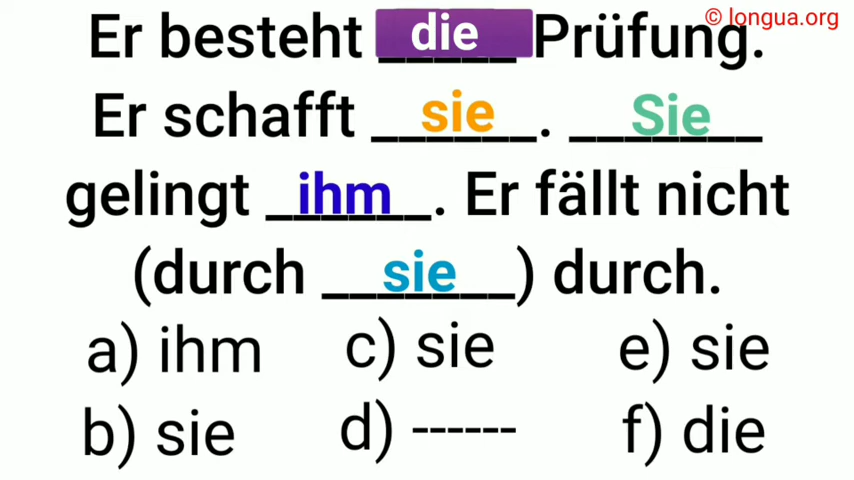 © longua.org
Er besteht die Prüfung.
Er schafft sie. Sie
gelingt ihm. Er fällt nicht
(durch sie) durch.
a) ihm c) sie e) sie
b) sie d) ------ f) die